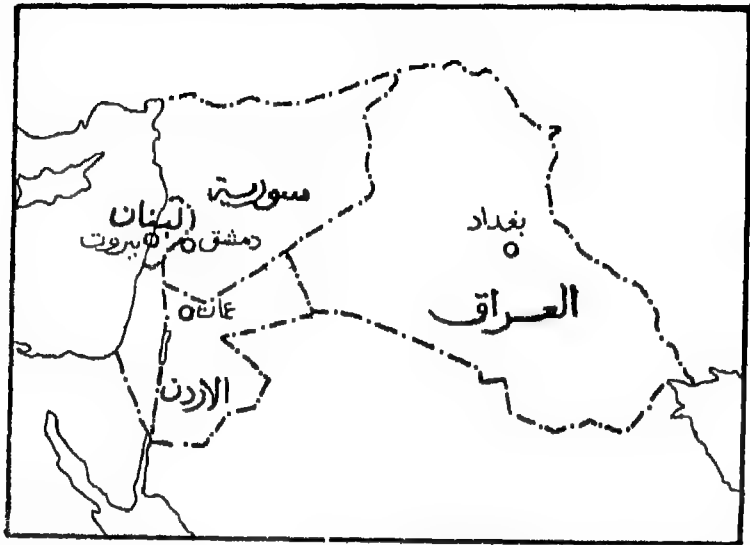 سورية
لبنان
بيروت
دمشق
بغداد
العراق
عمان
الاردن